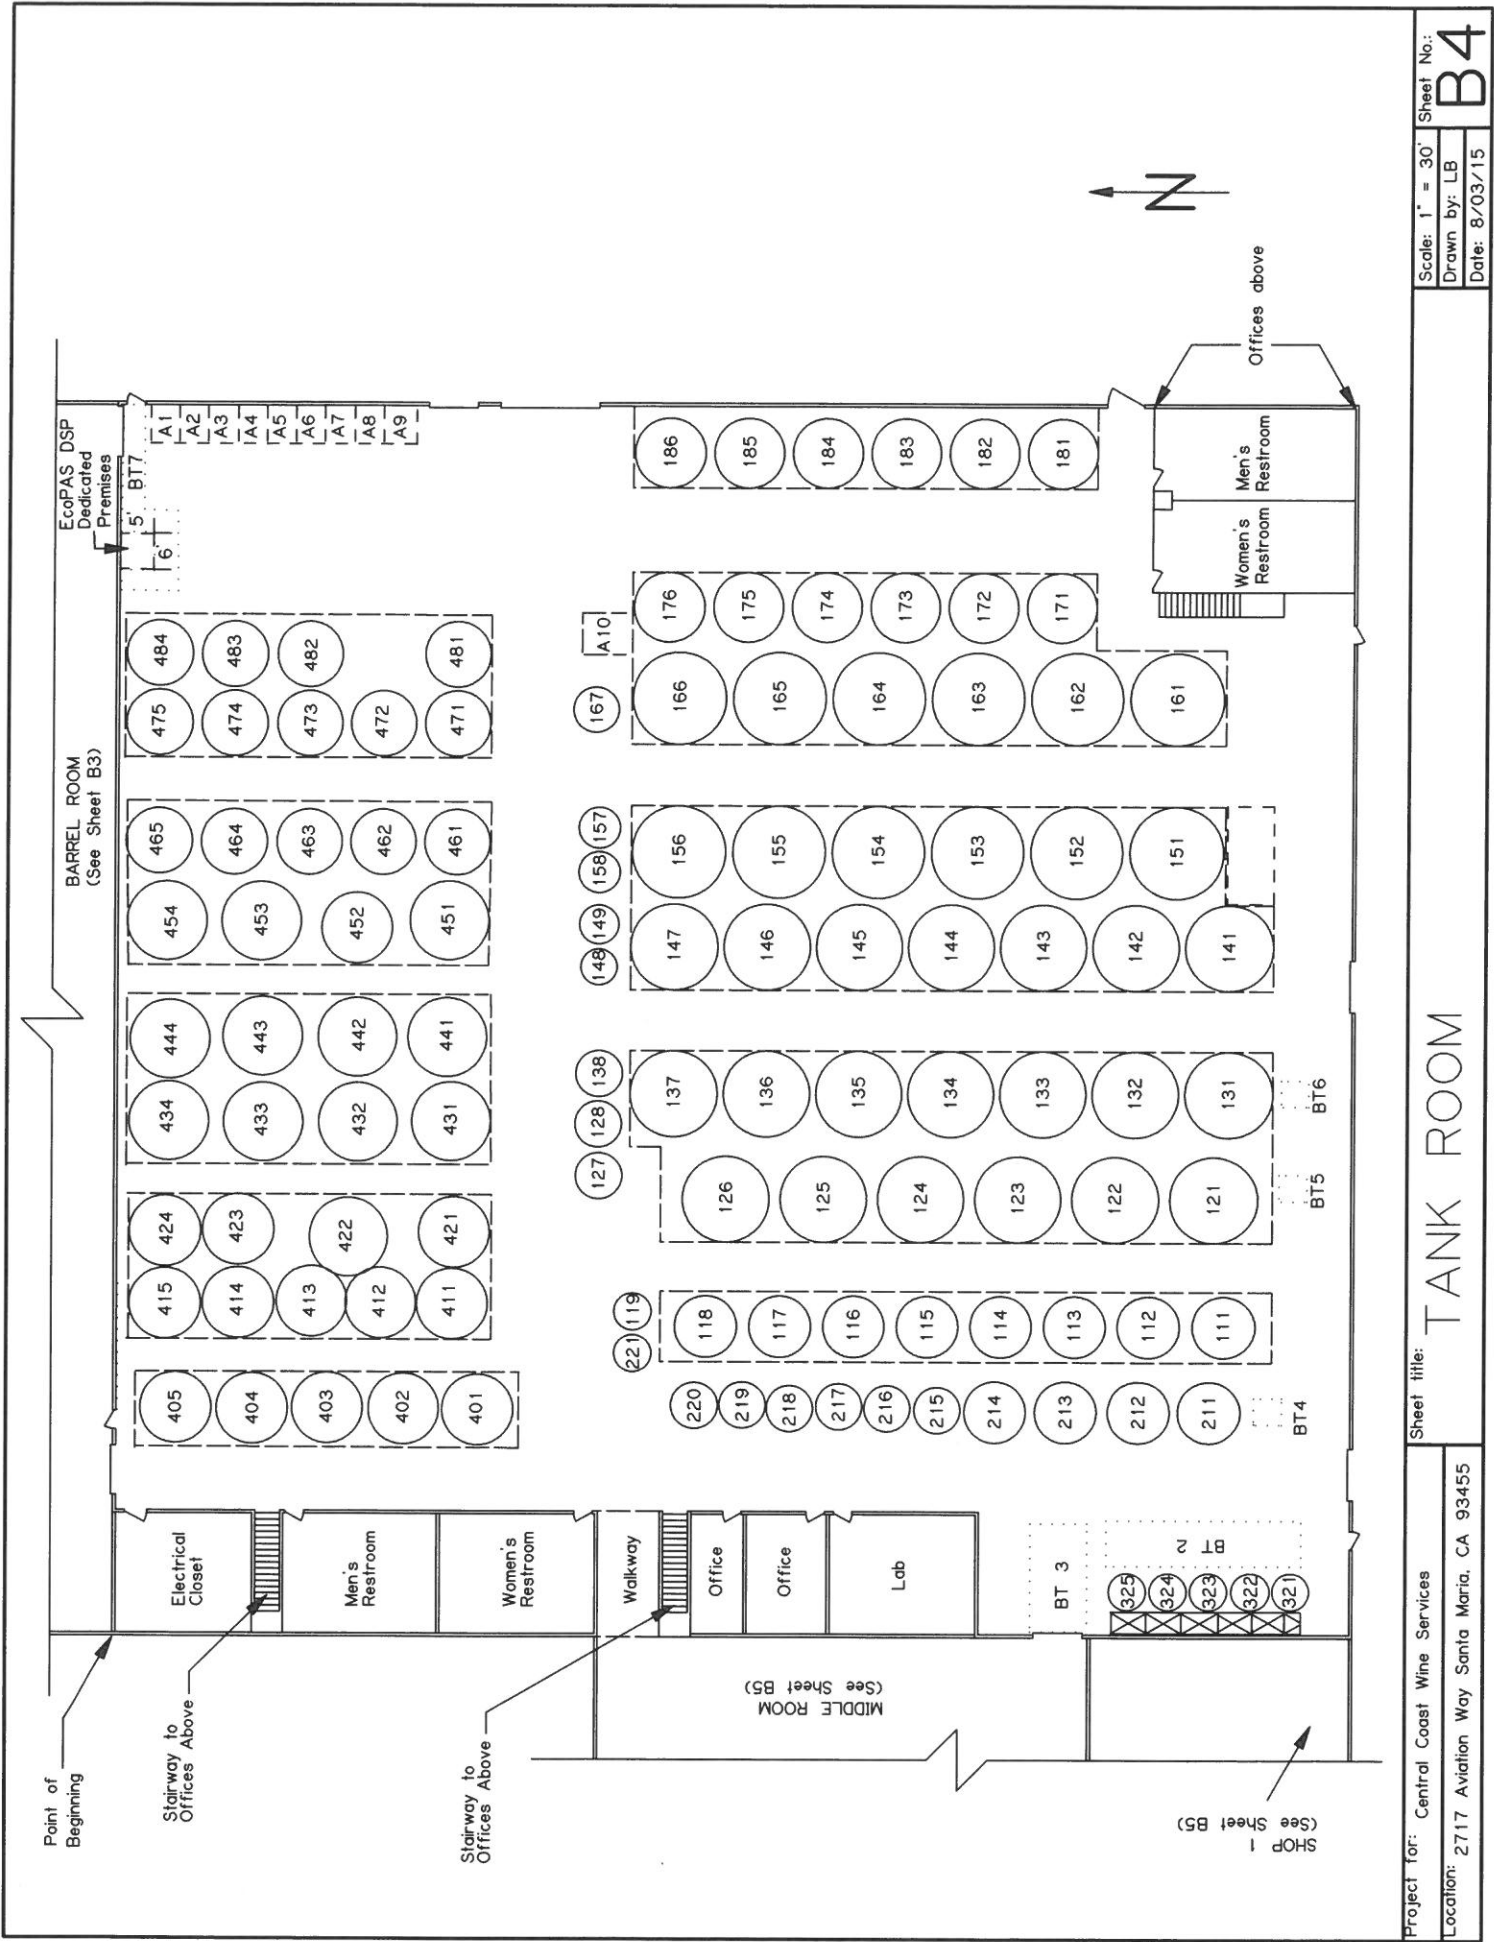 Point of
Beginning
BARREL ROOM
(See Sheet B3)
EcoPAS DSP
Dedicated
Premises
Stairway to
Offices Above
Stairway to
Offices Above
Electrical
Closet
Men's
Restroom
Women's
Restroom
Walkway
Office
Office
Lab
MIDDLE ROOM
(See Sheet B5)
SHOP 1
(See Sheet B5)
405
404
403
402
401
415
414
413
412
411
424
423
422
421
434
433
432
431
444
443
442
441
454
453
452
451
465
464
463
462
461
475
474
473
472
471
484
483
482
481
5'
6'
BT7
A1
A2
A3
A4
A5
A6
A7
A8
A9
A10
221
119
127
128
138
148
149
158
157
167
220
219
218
217
216
215
214
213
212
211
118
117
116
115
114
113
112
111
126
125
124
123
122
121
137
136
135
134
133
132
131
147
146
145
144
143
142
141
156
155
154
153
152
151
166
165
164
163
162
161
176
175
174
173
172
171
186
185
184
183
182
181
BT 3
BT 2
325
324
323
322
321
BT4
BT5
BT6
Women's
Restroom
Men's
Restroom
Offices above
N
Project for: Central Coast Wine Services
Location: 2717 Aviation Way Santa Maria, CA 93455
Sheet title:
TANK ROOM
Scale: 1" = 30'
Drawn by: LB
Date: 8/03/15
Sheet No.:
B4